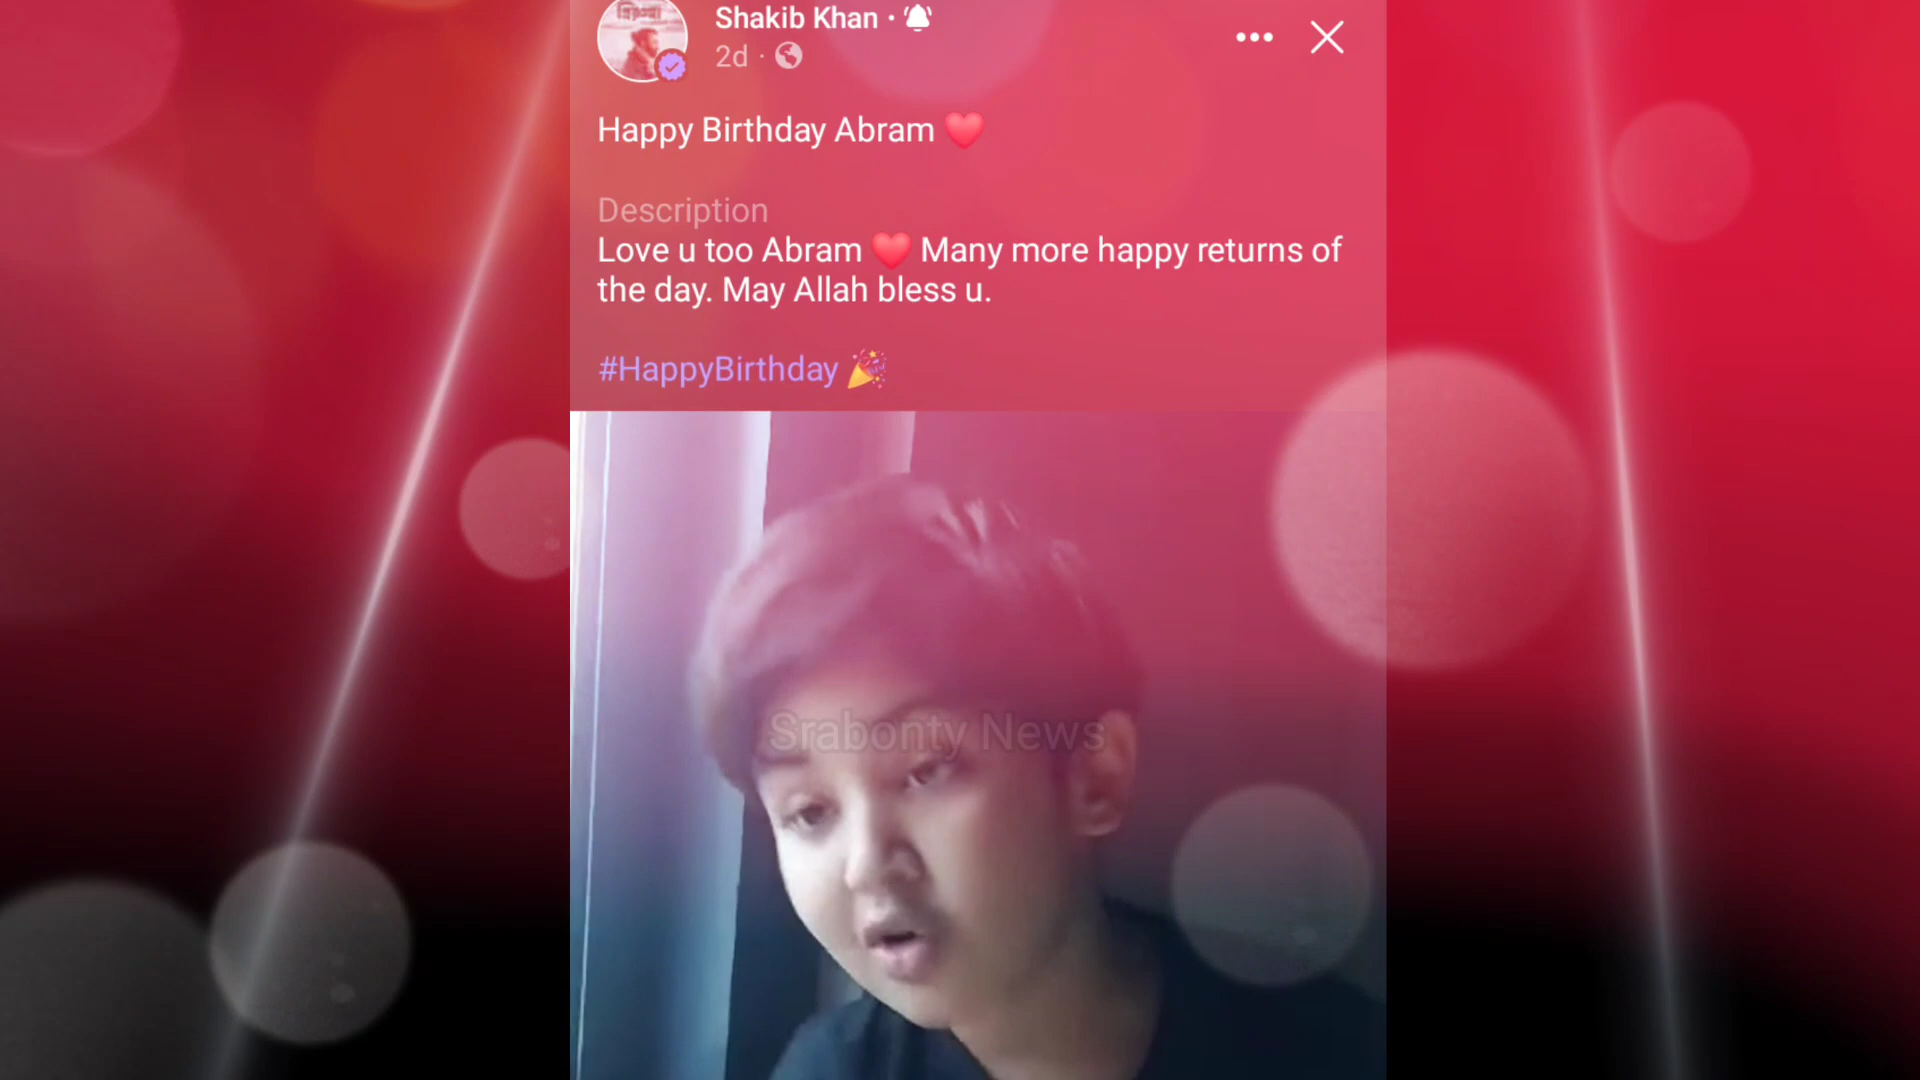 Shakib Khan
2d
Happy Birthday Abram ❤️
Description
Love u too Abram ❤️ Many more happy returns of
the day. May Allah bless u.
#HappyBirthday 🎉
Srabonty News